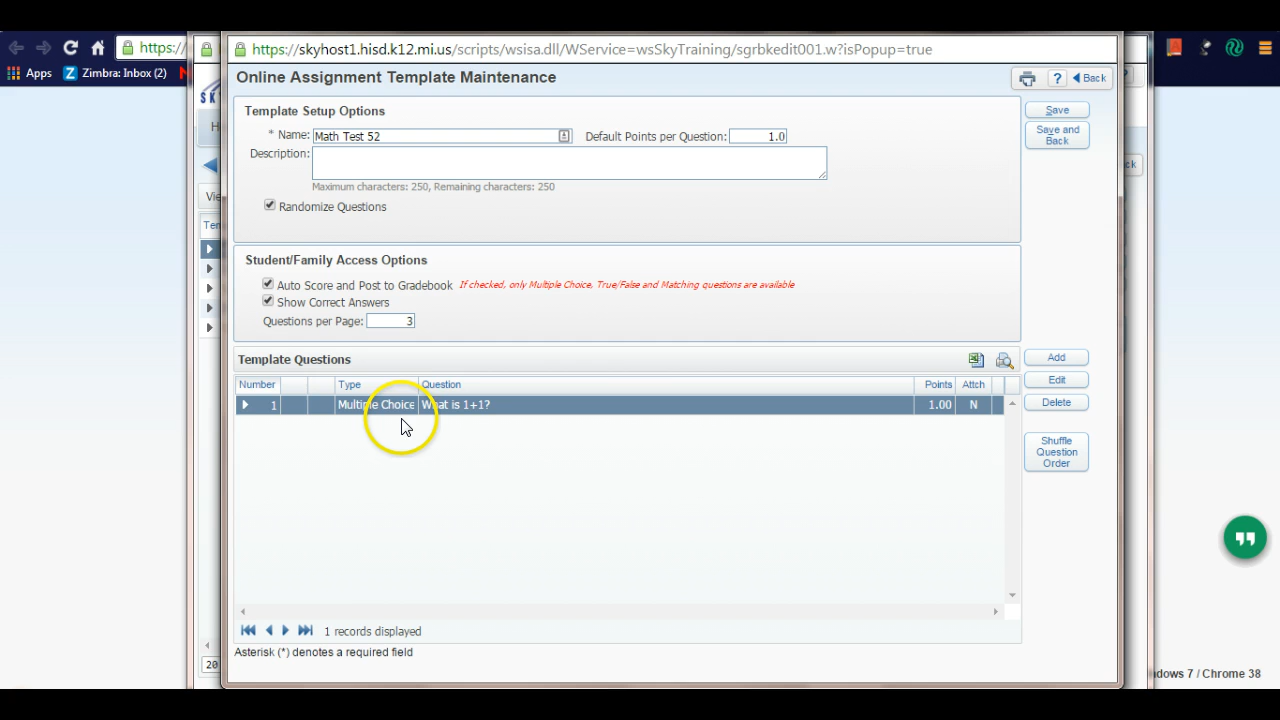 https://
https://skyhost1.hisd.k12.mi.us/scripts/wsisa.dll/WService=wsSkyTraining/sgrbkedit001.w?isPopup=true
Apps Zimbra: Inbox (2)
Online Assignment Template Maintenance
? Back
Template Setup Options
* Name: Math Test 52 Default Points per Question: 1.0
Description:
Maximum characters: 250, Remaining characters: 250
Randomize Questions
Save
Save and
Back
Student/Family Access Options
Auto Score and Post to Gradebook If checked, only Multiple Choice, True/False and Matching questions are available
Show Correct Answers
Questions per Page: 3
Template Questions
Add
Edit
Delete
Shuffle
Question
Order
Number Type Question Points Attch
1 Multiple Choice What is 1+1? 1.00 N
1 records displayed
Asterisk (*) denotes a required field
20
ndows 7 / Chrome 38